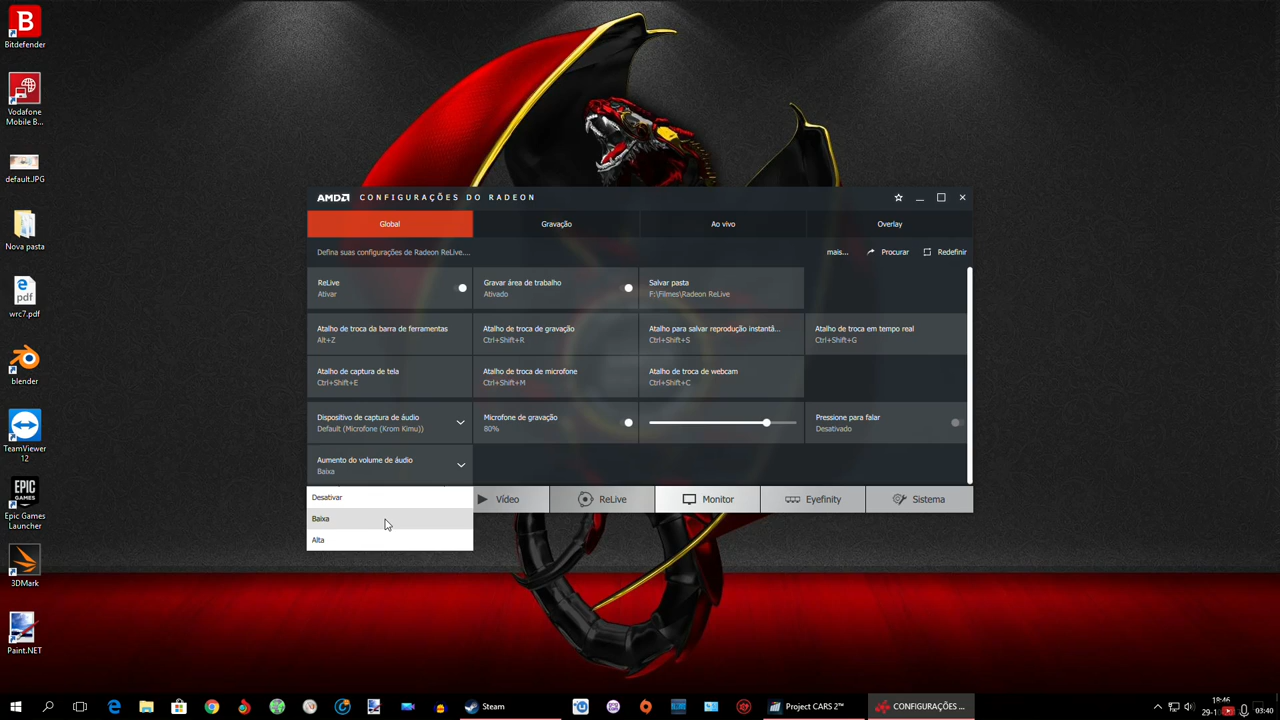 B
Bitdefender
Vodafone
Mobile B...
default.JPG
Nova pasta
pdf
wrc7.pdf
blender
TeamViewer
12
EPIC
GAMES
Epic Games
Launcher
3DMark
Paint.NET
AMD CONFIGURAÇÕES DO RADEON
Global Gravação Ao vivo Overlay
Defina suas configurações de Radeon ReLive.... mais... Procurar Redefinir
ReLive Gravar área de trabalho Salvar pasta
Ativar Ativado F:\Filmes\Radeon ReLive
Atalho de troca da barra de ferramentas Atalho de troca de gravação Atalho para salvar reprodução instantâ... Atalho de troca em tempo real
Alt+Z Ctrl+Shift+R Ctrl+Shift+S Ctrl+Shift+G
Atalho de captura de tela Atalho de troca de microfone Atalho de troca de webcam
Ctrl+Shift+E Ctrl+Shift+M Ctrl+Shift+C
Dispositivo de captura de áudio Microfone de gravação Pressione para falar
Default (Microfone (Krom Kimu)) 80% Desativado
Aumento do volume de áudio
Baixa
Desativar Vídeo ReLive Monitor Eyefinity Sistema
Baixa
Alta
Steam Project CARS 2™ CONFIGURAÇÕES ...
18:46
29-1
03:40